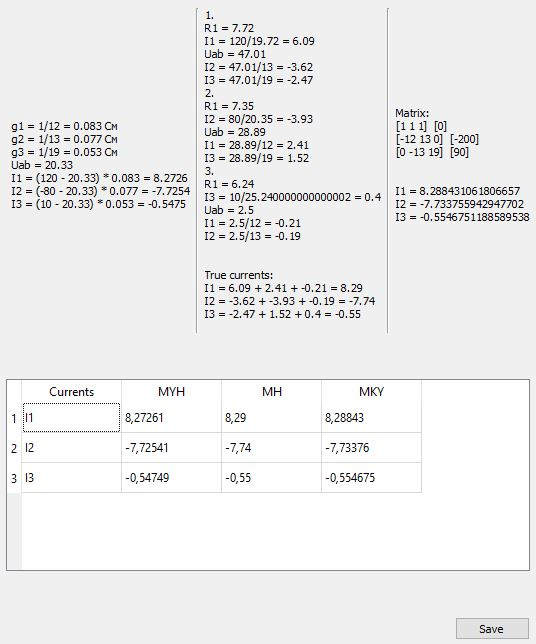 g1 = 1/12 = 0.083 См
g2 = 1/13 = 0.077 См
g3 = 1/19 = 0.053 См
Uab = 20.33
I1 = (120 - 20.33) * 0.083 = 8.2726
I2 = (-80 - 20.33) * 0.077 = -7.7254
I3 = (10 - 20.33) * 0.053 = -0.5475
1.
R1 = 7.72
I1 = 120/19.72 = 6.09
Uab = 47.01
I2 = 47.01/13 = -3.62
I3 = 47.01/19 = -2.47
2.
R1 = 7.35
I2 = 80/20.35 = -3.93
Uab = 28.89
I1 = 28.89/12 = 2.41
I3 = 28.89/19 = 1.52
3.
R1 = 6.24
I3 = 10/25.240000000000002 = 0.4
Uab = 2.5
I1 = 2.5/12 = -0.21
I2 = 2.5/13 = -0.19
True currents:
I1 = 6.09 + 2.41 + -0.21 = 8.29
I2 = -3.62 + -3.93 + -0.19 = -7.74
I3 = -2.47 + 1.52 + 0.4 = -0.55
Matrix:
[1 1 1] [0]
[-12 13 0] [-200]
[0 -13 19] [90]
I1 = 8.288431061806657
I2 = -7.733755942947702
I3 = -0.5546751188589538
Currents МУН МН МКУ
1 I1 8,27261 8,29 8,28843
2 I2 -7,72541 -7,74 -7,73376
3 I3 -0,54749 -0,55 -0,554675
Save